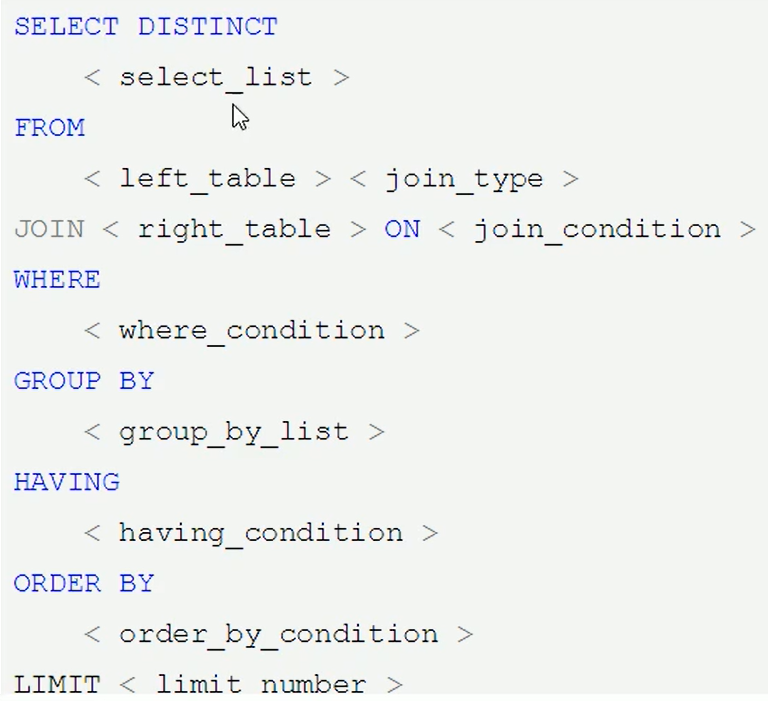 SELECT DISTINCT
< select_list >
FROM
< left_table > < join_type >
JOIN < right_table > ON < join_condition >
WHERE
< where_condition >
GROUP BY
< group_by_list >
HAVING
< having_condition >
ORDER BY
< order_by_condition >
LIMIT < limit_number >